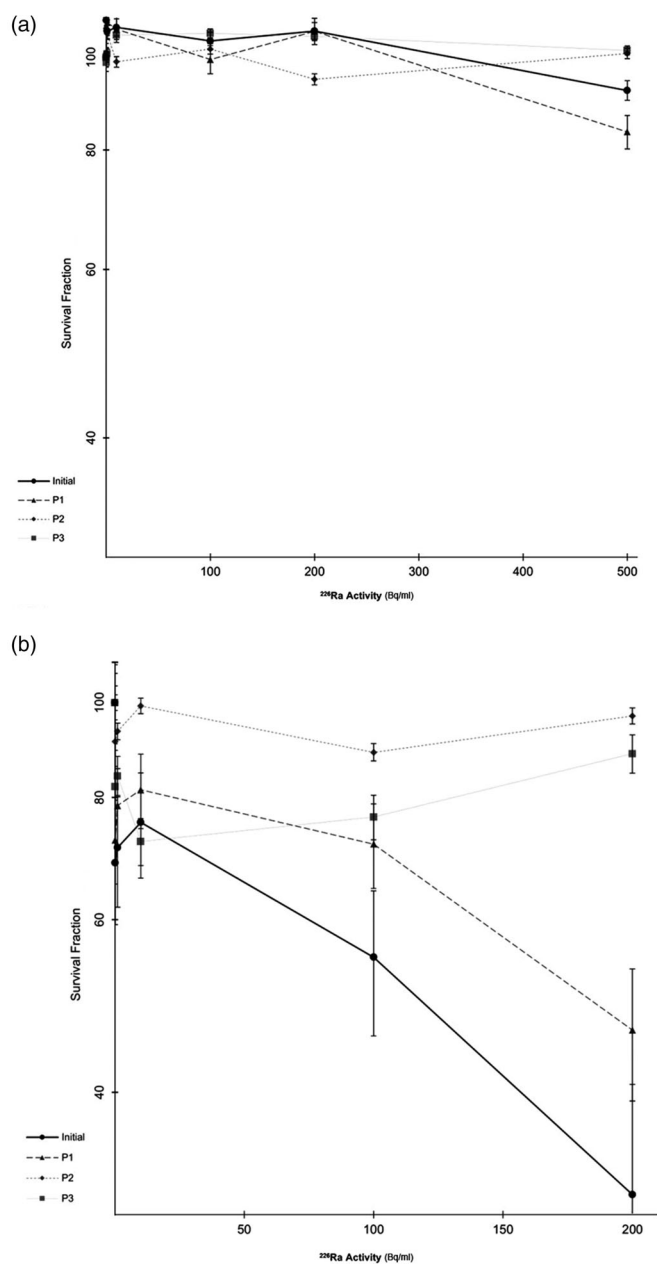 (a)
100
80
60
40
Survival Fraction
Initial
P1
P2
P3
100
200
300
400
500
²²⁶Ra Activity (Bq/ml)
(b)
100
80
60
40
Survival Fraction
Initial
P1
P2
P3
50
100
150
200
²²⁶Ra Activity (Bq/ml)